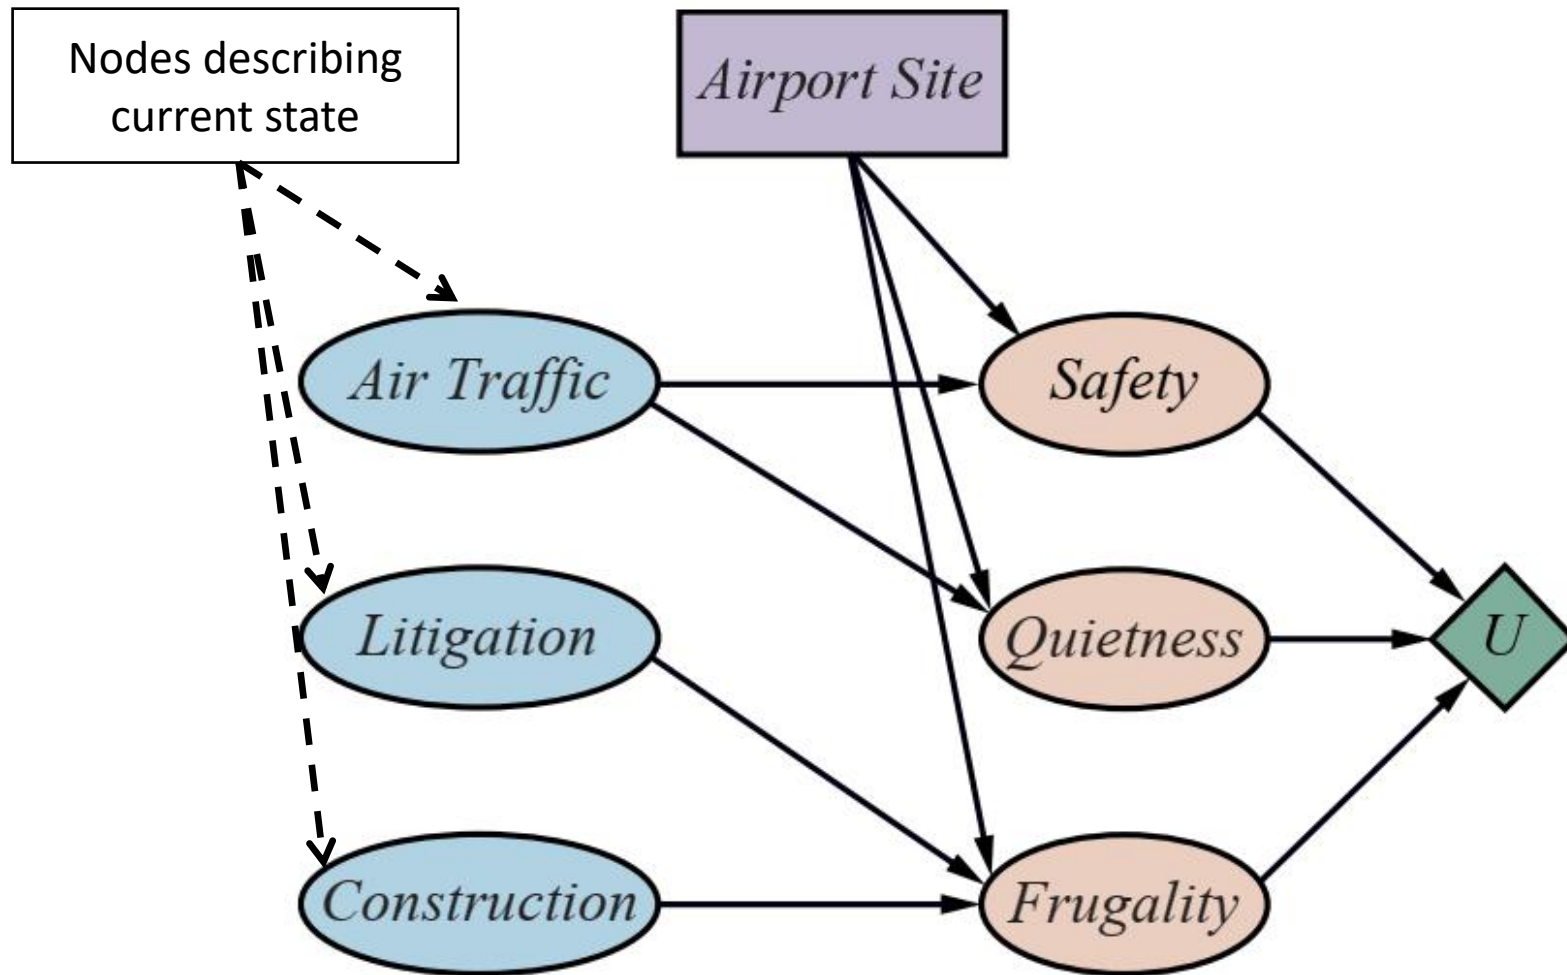 Nodes describing
current state
Airport Site
Air Traffic
Safety
Litigation
Quietness
U
Construction
Frugality